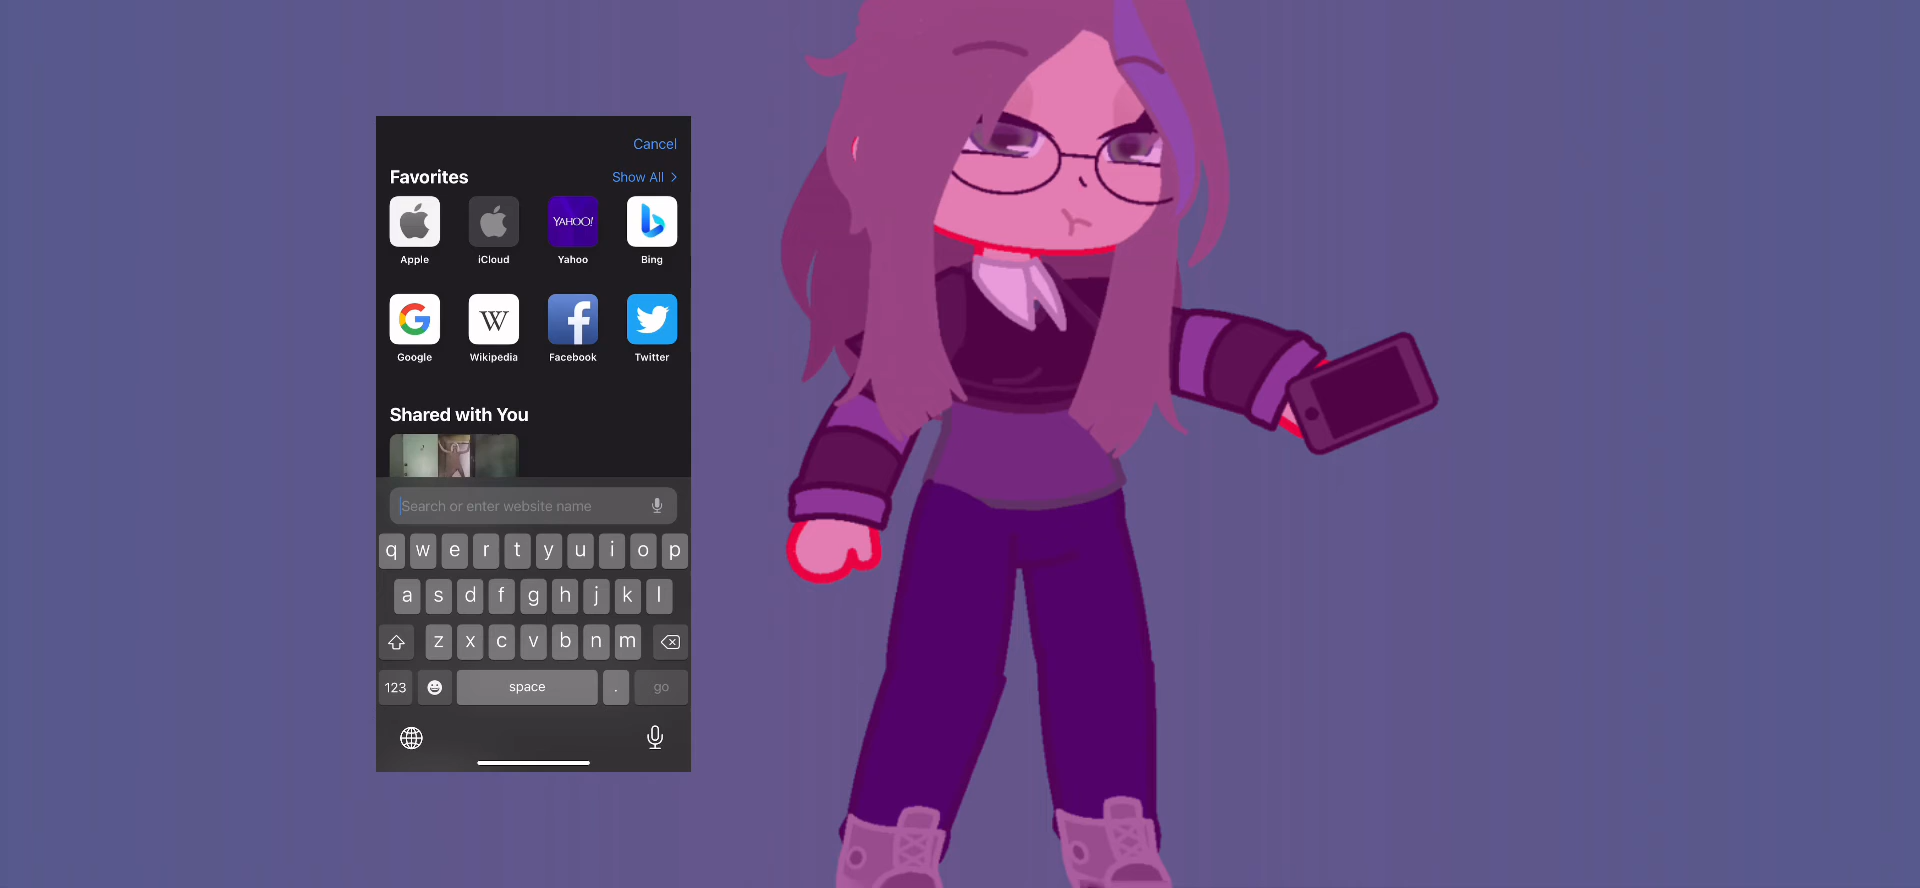 Cancel
Favorites
Show All
YAHOO!
Apple
iCloud
Yahoo
Bing
W
Google
Wikipedia
Facebook
Twitter
Shared with You
Search or enter website name
q w e r t y u i o p
a s d f g h j k l
z x c v b n m
123 space . go